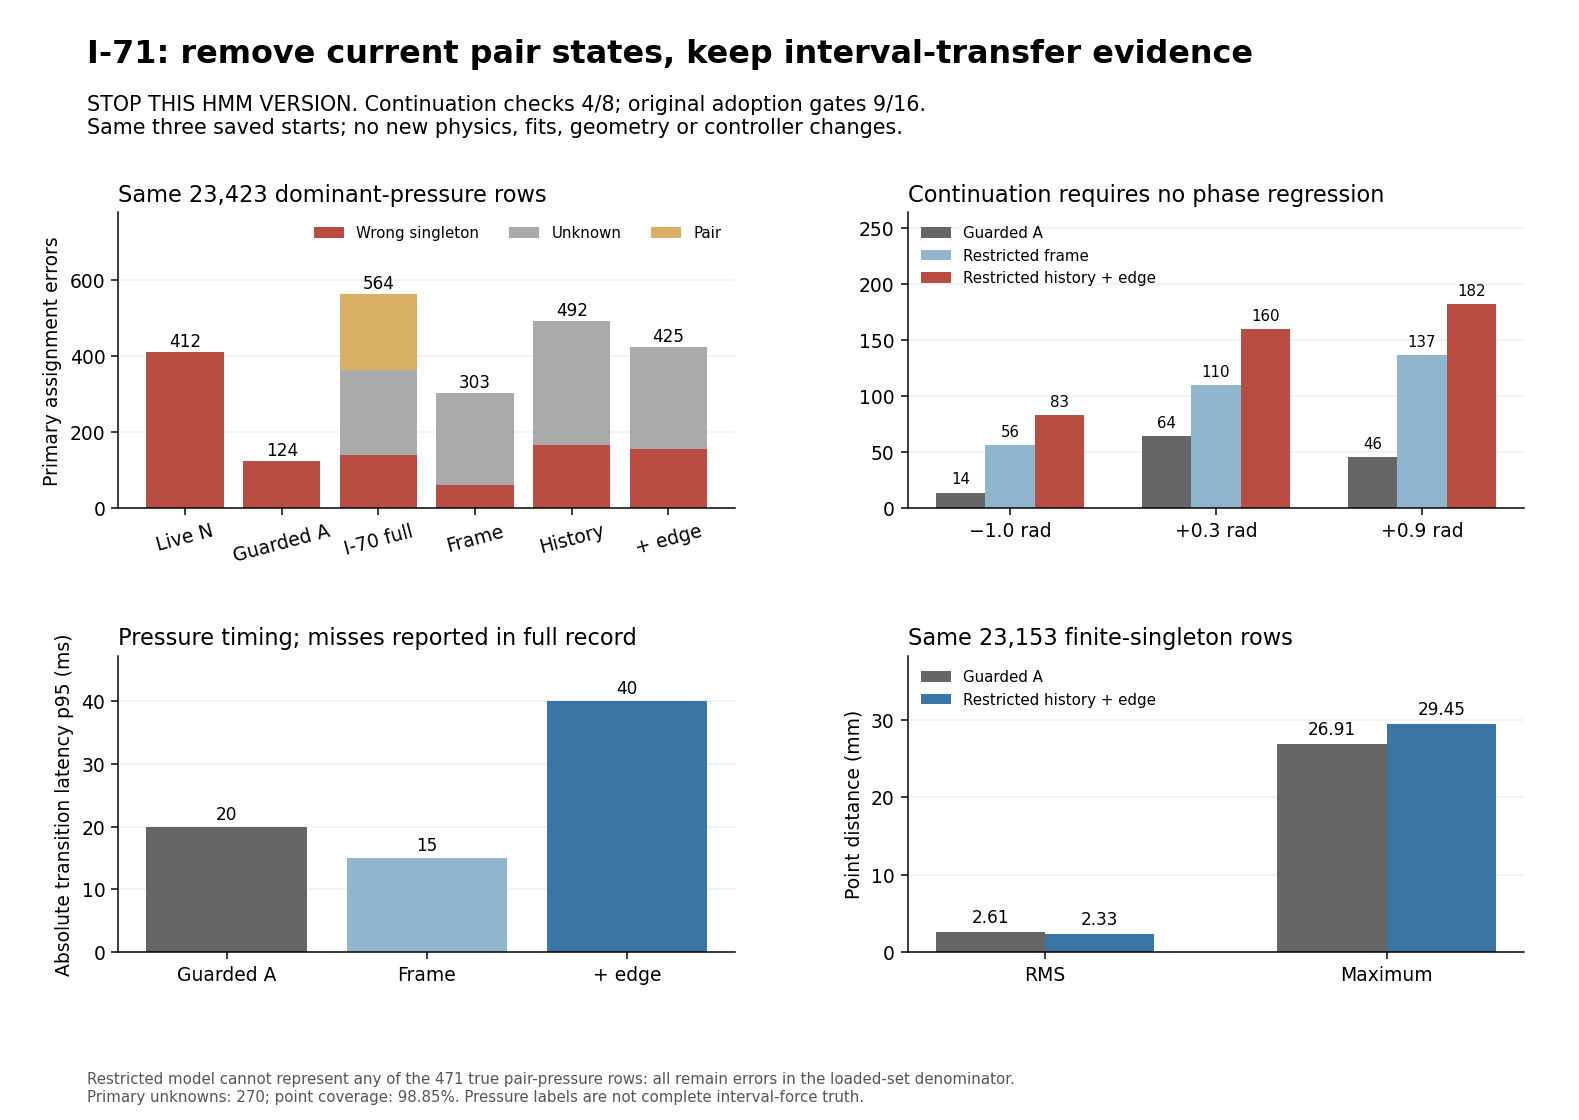 I-71: remove current pair states, keep interval-transfer evidence
STOP THIS HMM VERSION. Continuation checks 4/8; original adoption gates 9/16.
Same three saved starts; no new physics, fits, geometry or controller changes.
Same 23,423 dominant-pressure rows
Primary assignment errors
600
400
200
0
Wrong singleton
Unknown
Pair
412
124
564
303
492
425
Live N
Guarded A
I-70 full
Frame
History
+ edge
Continuation requires no phase regression
250
200
150
100
50
0
Guarded A
Restricted frame
Restricted history + edge
14
56
83
64
110
160
46
137
182
−1.0 rad
+0.3 rad
+0.9 rad
Pressure timing; misses reported in full record
Absolute transition latency p95 (ms)
40
30
20
10
0
20
15
40
Guarded A
Frame
+ edge
Same 23,153 finite-singleton rows
Point distance (mm)
30
20
10
0
Guarded A
Restricted history + edge
2.61
2.33
26.91
29.45
RMS
Maximum
Restricted model cannot represent any of the 471 true pair-pressure rows: all remain errors in the loaded-set denominator.
Primary unknowns: 270; point coverage: 98.85%. Pressure labels are not complete interval-force truth.